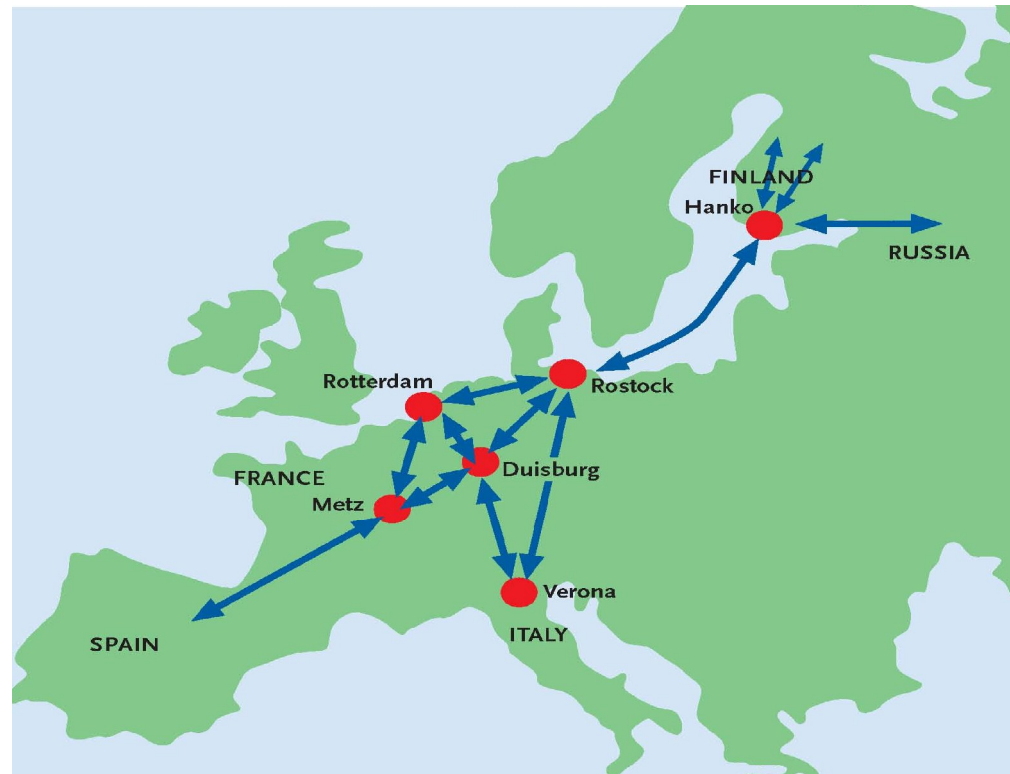 FINLAND
Hanko
RUSSIA
Rotterdam
Rostock
FRANCE
Duisburg
Metz
Verona
ITALY
SPAIN